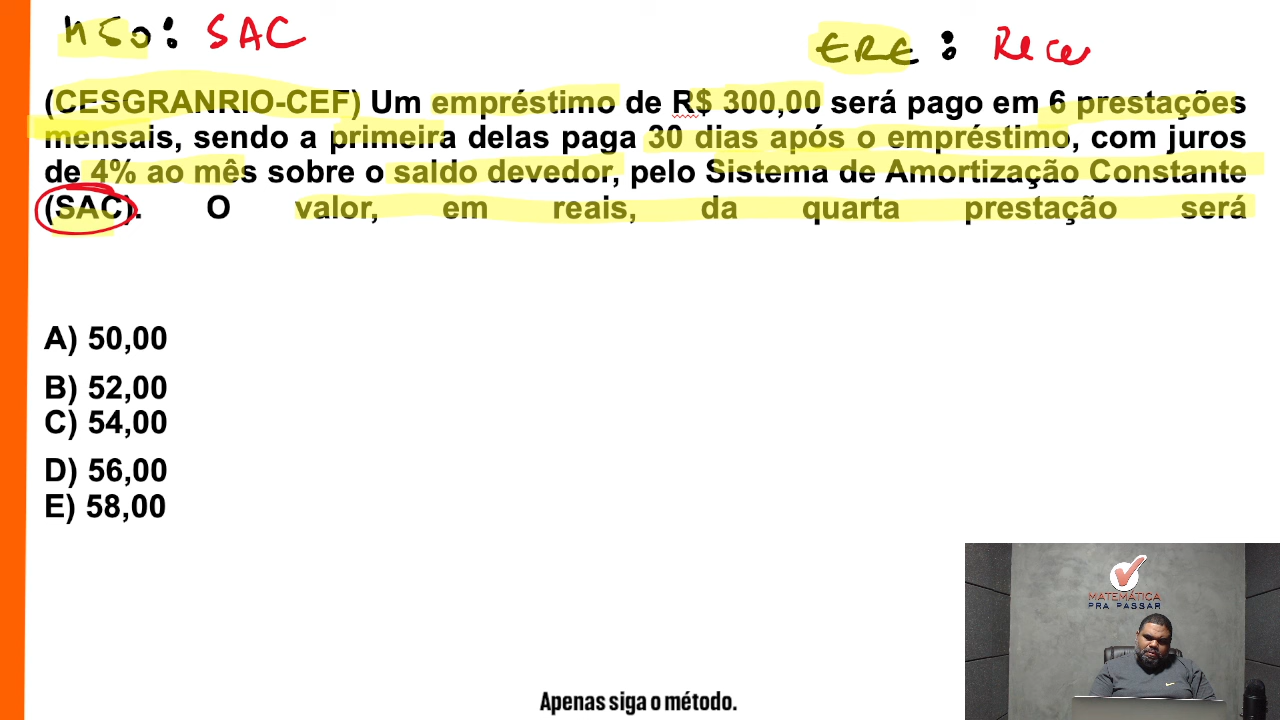 : SAC
:
(CESGRANRIO-CEF) Um empréstimo de R$ 300,00 será pago em 6 prestações
mensais, sendo a primeira delas paga 30 dias após o empréstimo, com juros
de 4% ao mês sobre o saldo devedor, pelo Sistema de Amortização Constante
(SAC). O valor, em reais, da quarta prestação será
A) 50,00
B) 52,00
C) 54,00
D) 56,00
E) 58,00
MATEMÁTICA
PRA PASSAR
Apenas siga o método.